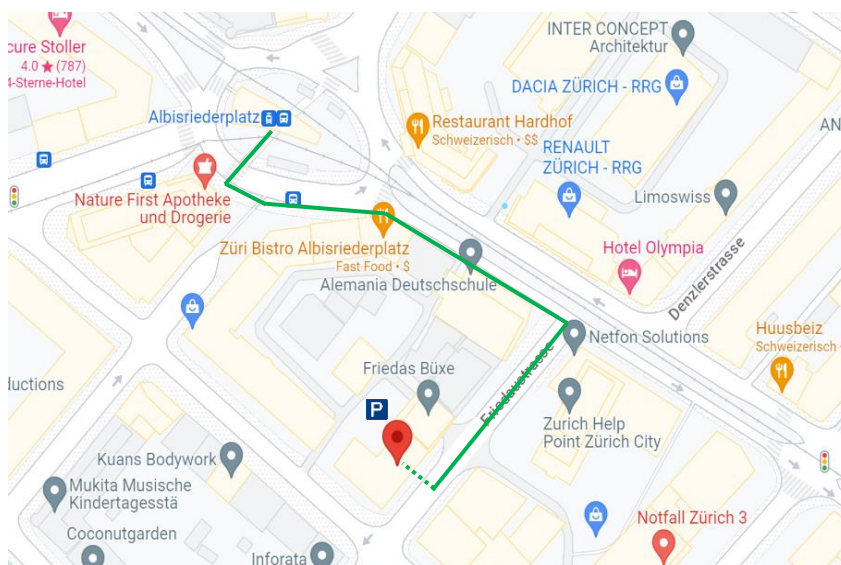 cure Stoller
4.0 ★ (787)
4-Sterne-Hotel
INTER CONCEPT
Architektur
DACIA ZÜRICH - RRG
Albisriederplatz
Restaurant Hardhof
Schweizerisch • $$
AN
RENAULT
ZÜRICH - RRG
Nature First Apotheke
und Drogerie
Limoswiss
Züri Bistro Albisriederplatz
Fast Food • $
Hotel Olympia
Alemania Deutschschule
Denzlerstrasse
Netfon Solutions
Huusbeiz
Schweizerisch •
Friedaustrasse
Friedas Büxe
ductions
P
Zurich Help
Point Zürich City
Kuans Bodywork
Mukita Musische
Kindertagesstä
Coconutgarden
Inforata
Notfall Zürich 3